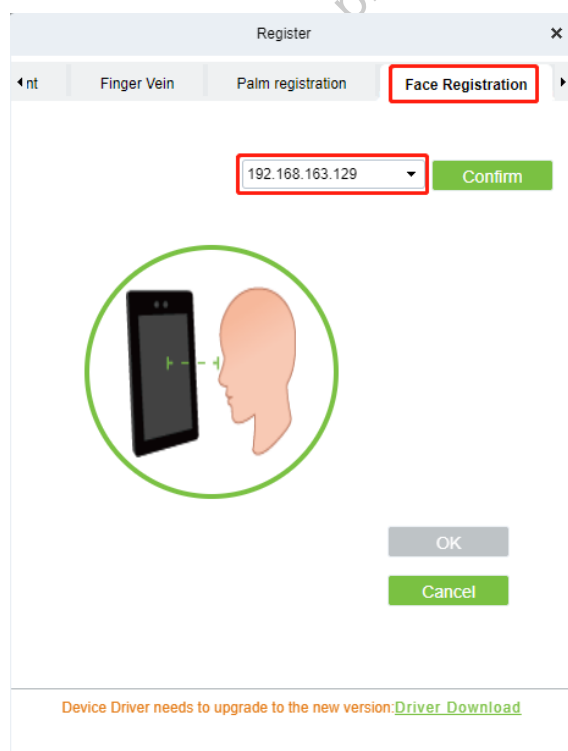 Register
nt
Finger Vein
Palm registration
Face Registration
192.168.163.129
Confirm
OK
Cancel
Device Driver needs to upgrade to the new version:Driver Download